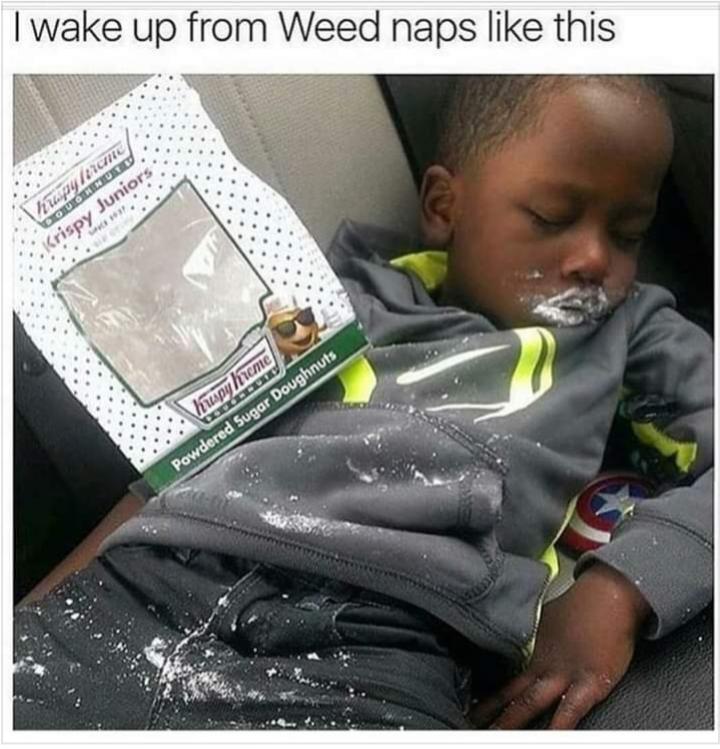 I wake up from Weed naps like this
Krispy Kreme
DOUGHNUTS
Krispy Juniors
Krispy Kreme
DOUGHNUTS
Powdered Sugar Doughnuts